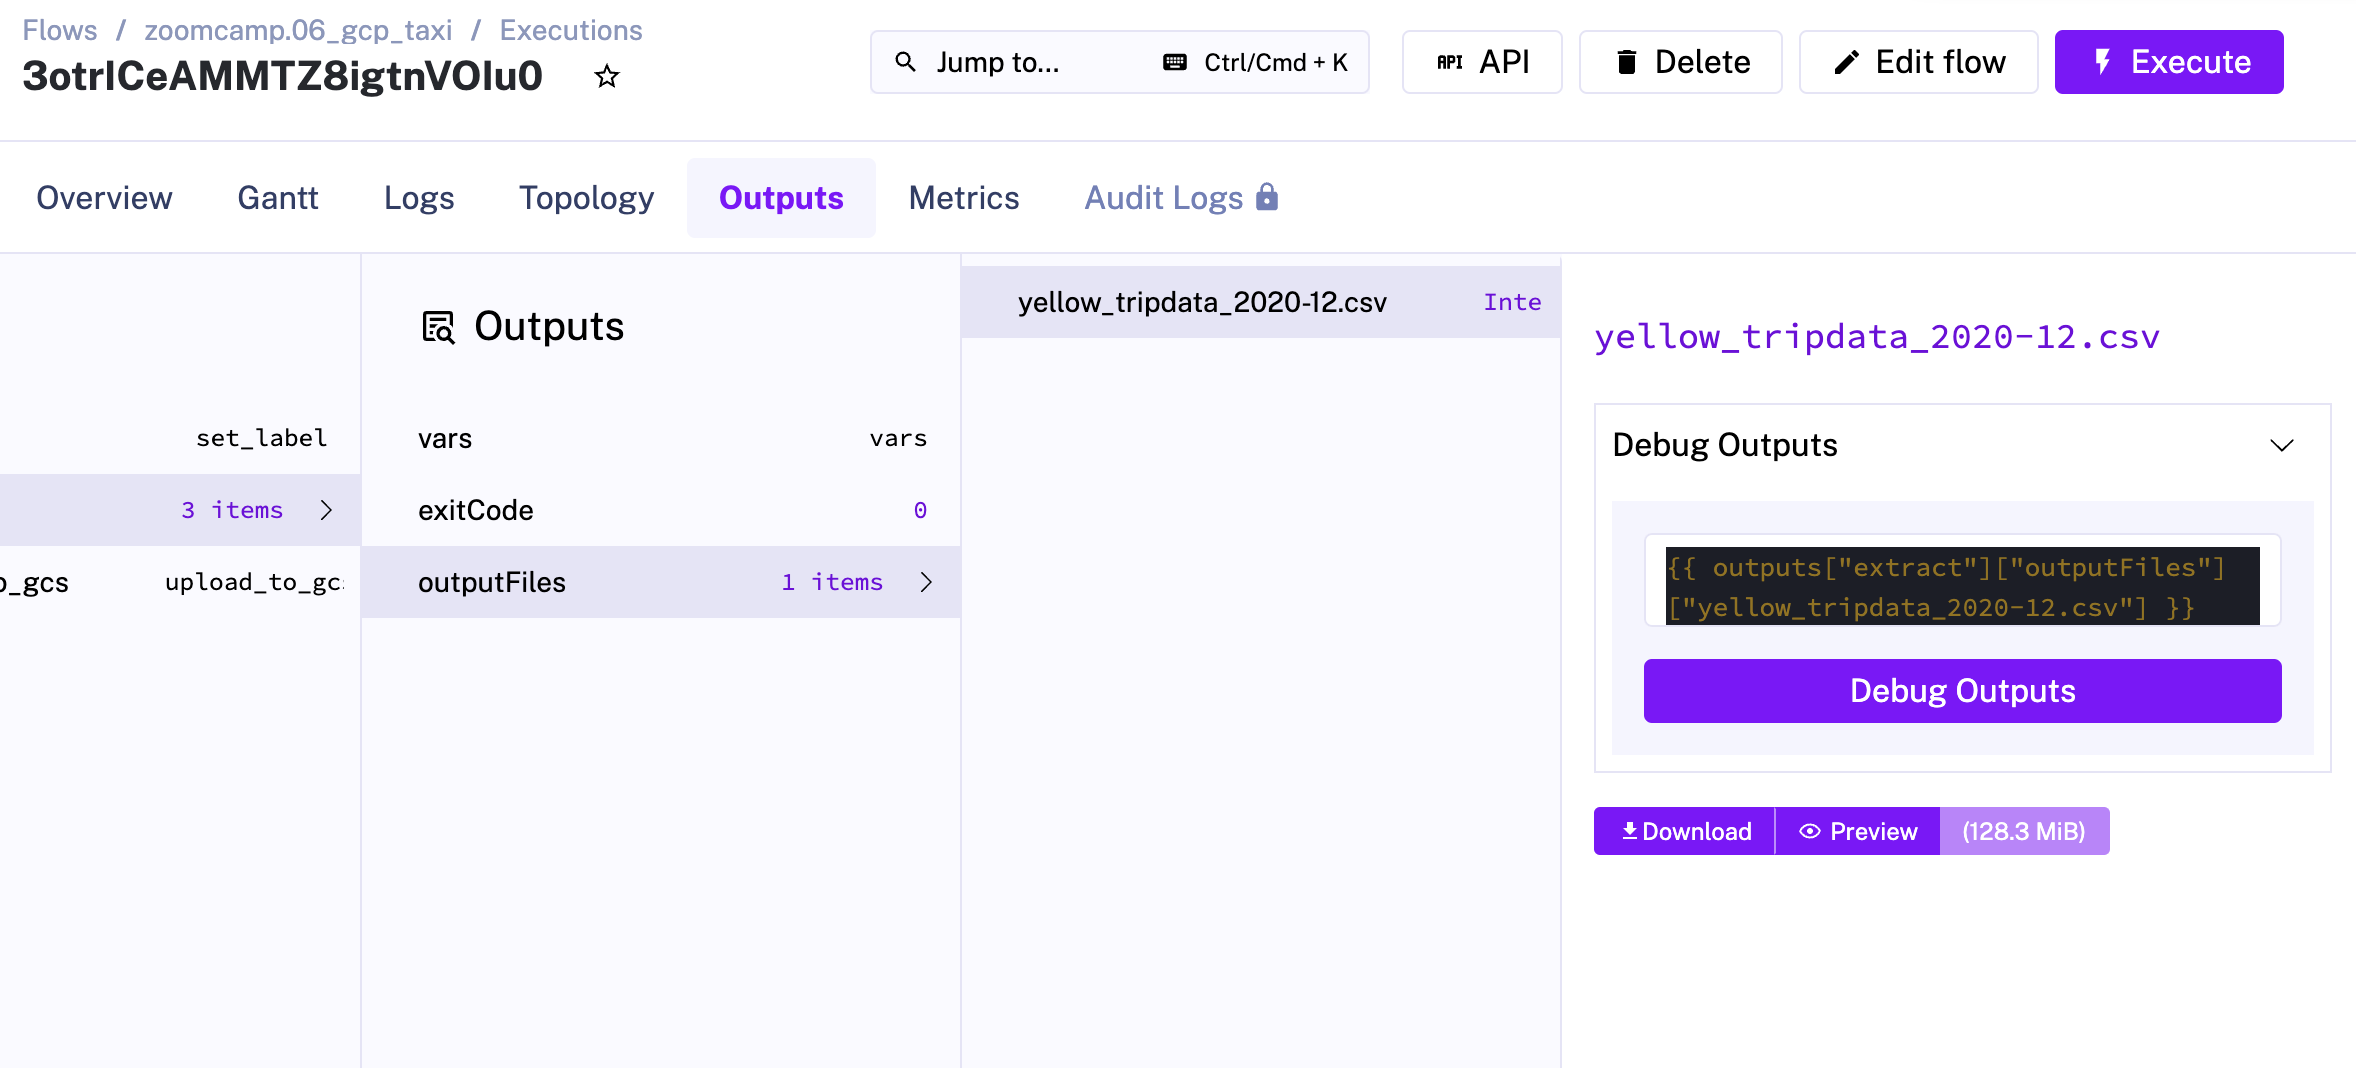 Flows / zoomcamp.06_gcp_taxi / Executions
3otrICeAMMTZ8igtnVOIu0
Jump to... Ctrl/Cmd + K
API API
Delete
Edit flow
Execute
Overview Gantt Logs Topology Outputs Metrics Audit Logs
set_label
3 items
_gcs upload_to_gc
Outputs
vars vars
exitCode 0
outputFiles 1 items
yellow_tripdata_2020-12.csv Inte
yellow_tripdata_2020-12.csv
Debug Outputs
{{ outputs["extract"]["outputFiles"]
["yellow_tripdata_2020-12.csv"] }}
Debug Outputs
Download Preview (128.3 MiB)